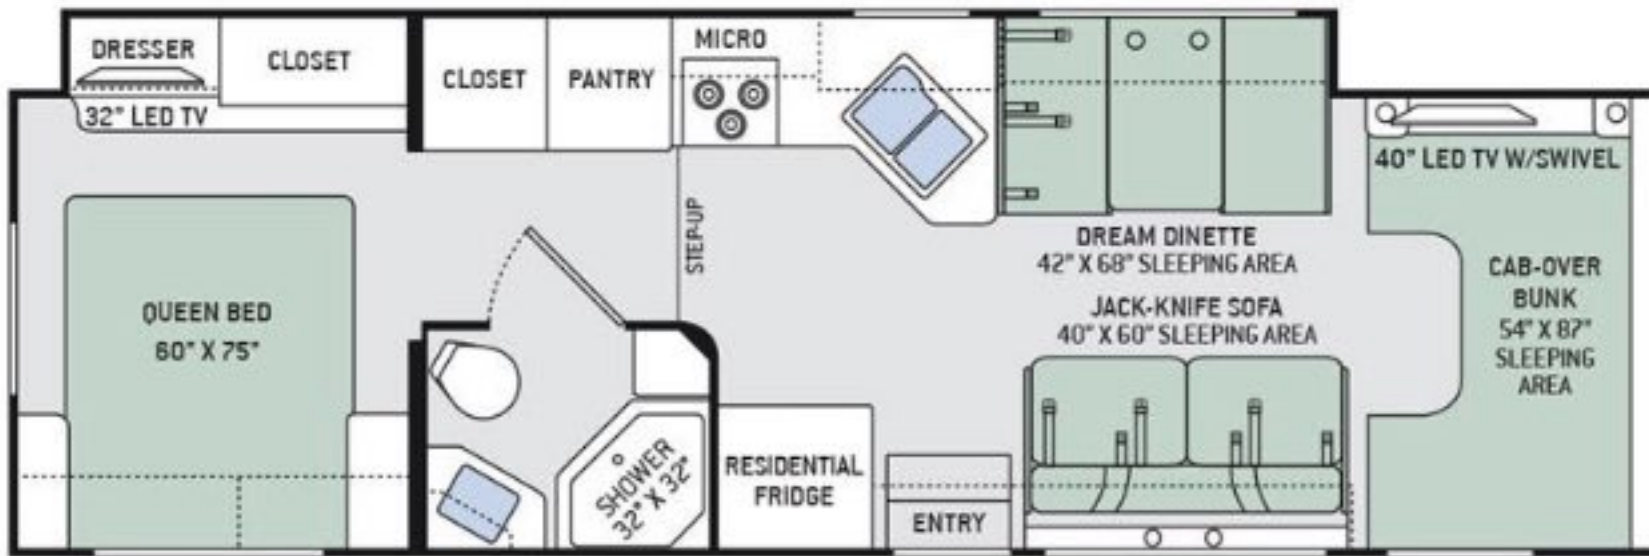 DRESSER
CLOSET
32" LED TV
CLOSET
PANTRY
MICRO
40" LED TV W/SWIVEL
STEP-UP
DREAM DINETTE
42" X 68" SLEEPING AREA
JACK-KNIFE SOFA
40" X 60" SLEEPING AREA
CAB-OVER
BUNK
54" X 87"
SLEEPING
AREA
QUEEN BED
60" X 75"
SHOWER
32" X 32"
RESIDENTIAL
FRIDGE
ENTRY